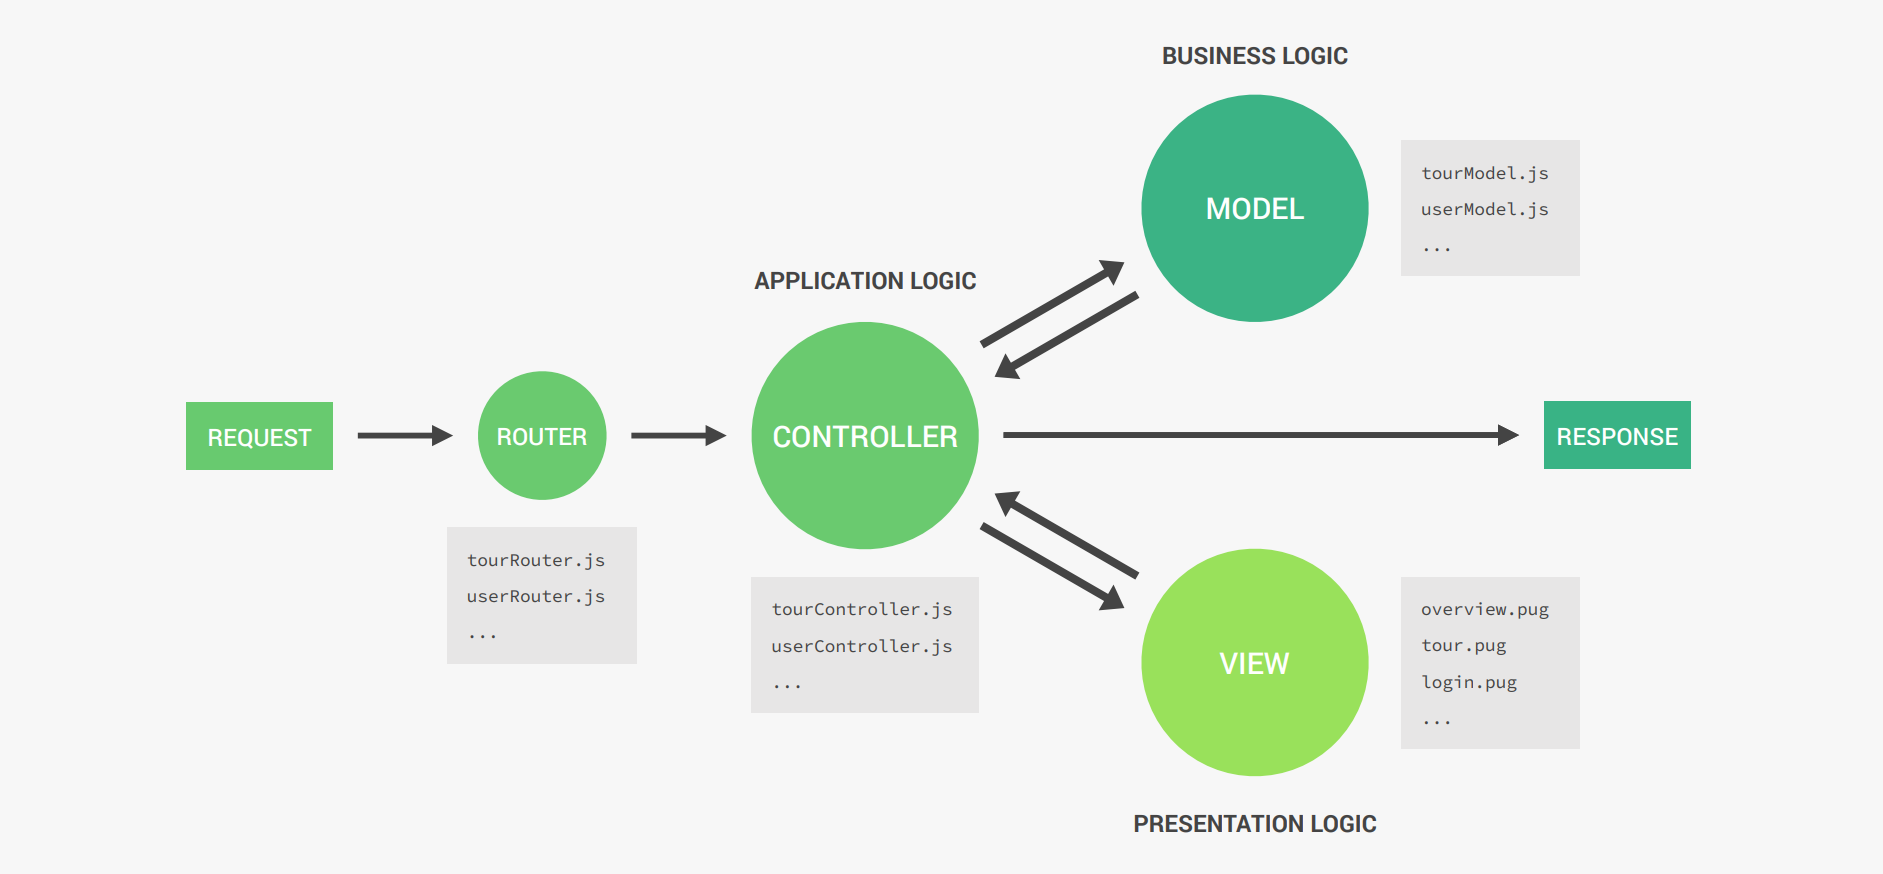 BUSINESS LOGIC
MODEL
tourModel.js
userModel.js
...
APPLICATION LOGIC
REQUEST
ROUTER
CONTROLLER
RESPONSE
tourRouter.js
userRouter.js
...
tourController.js
userController.js
...
VIEW
overview.pug
tour.pug
login.pug
...
PRESENTATION LOGIC